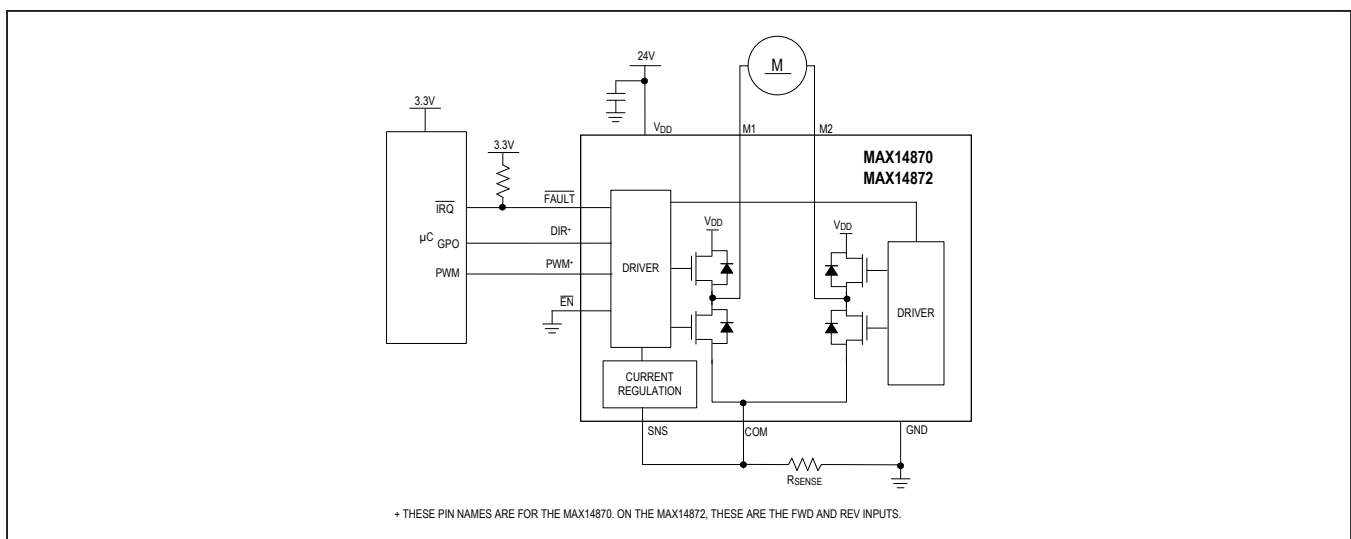 24V
M
3.3V
VDD
M1
M2
3.3V
MAX14870
MAX14872
FAULT
IRQ
DIR+
VDD
VDD
µC
GPO
PWM+
PWM
DRIVER
EN
DRIVER
CURRENT
REGULATION
SNS
COM
GND
RSENSE
+ THESE PIN NAMES ARE FOR THE MAX14870. ON THE MAX14872, THESE ARE THE FWD AND REV INPUTS.